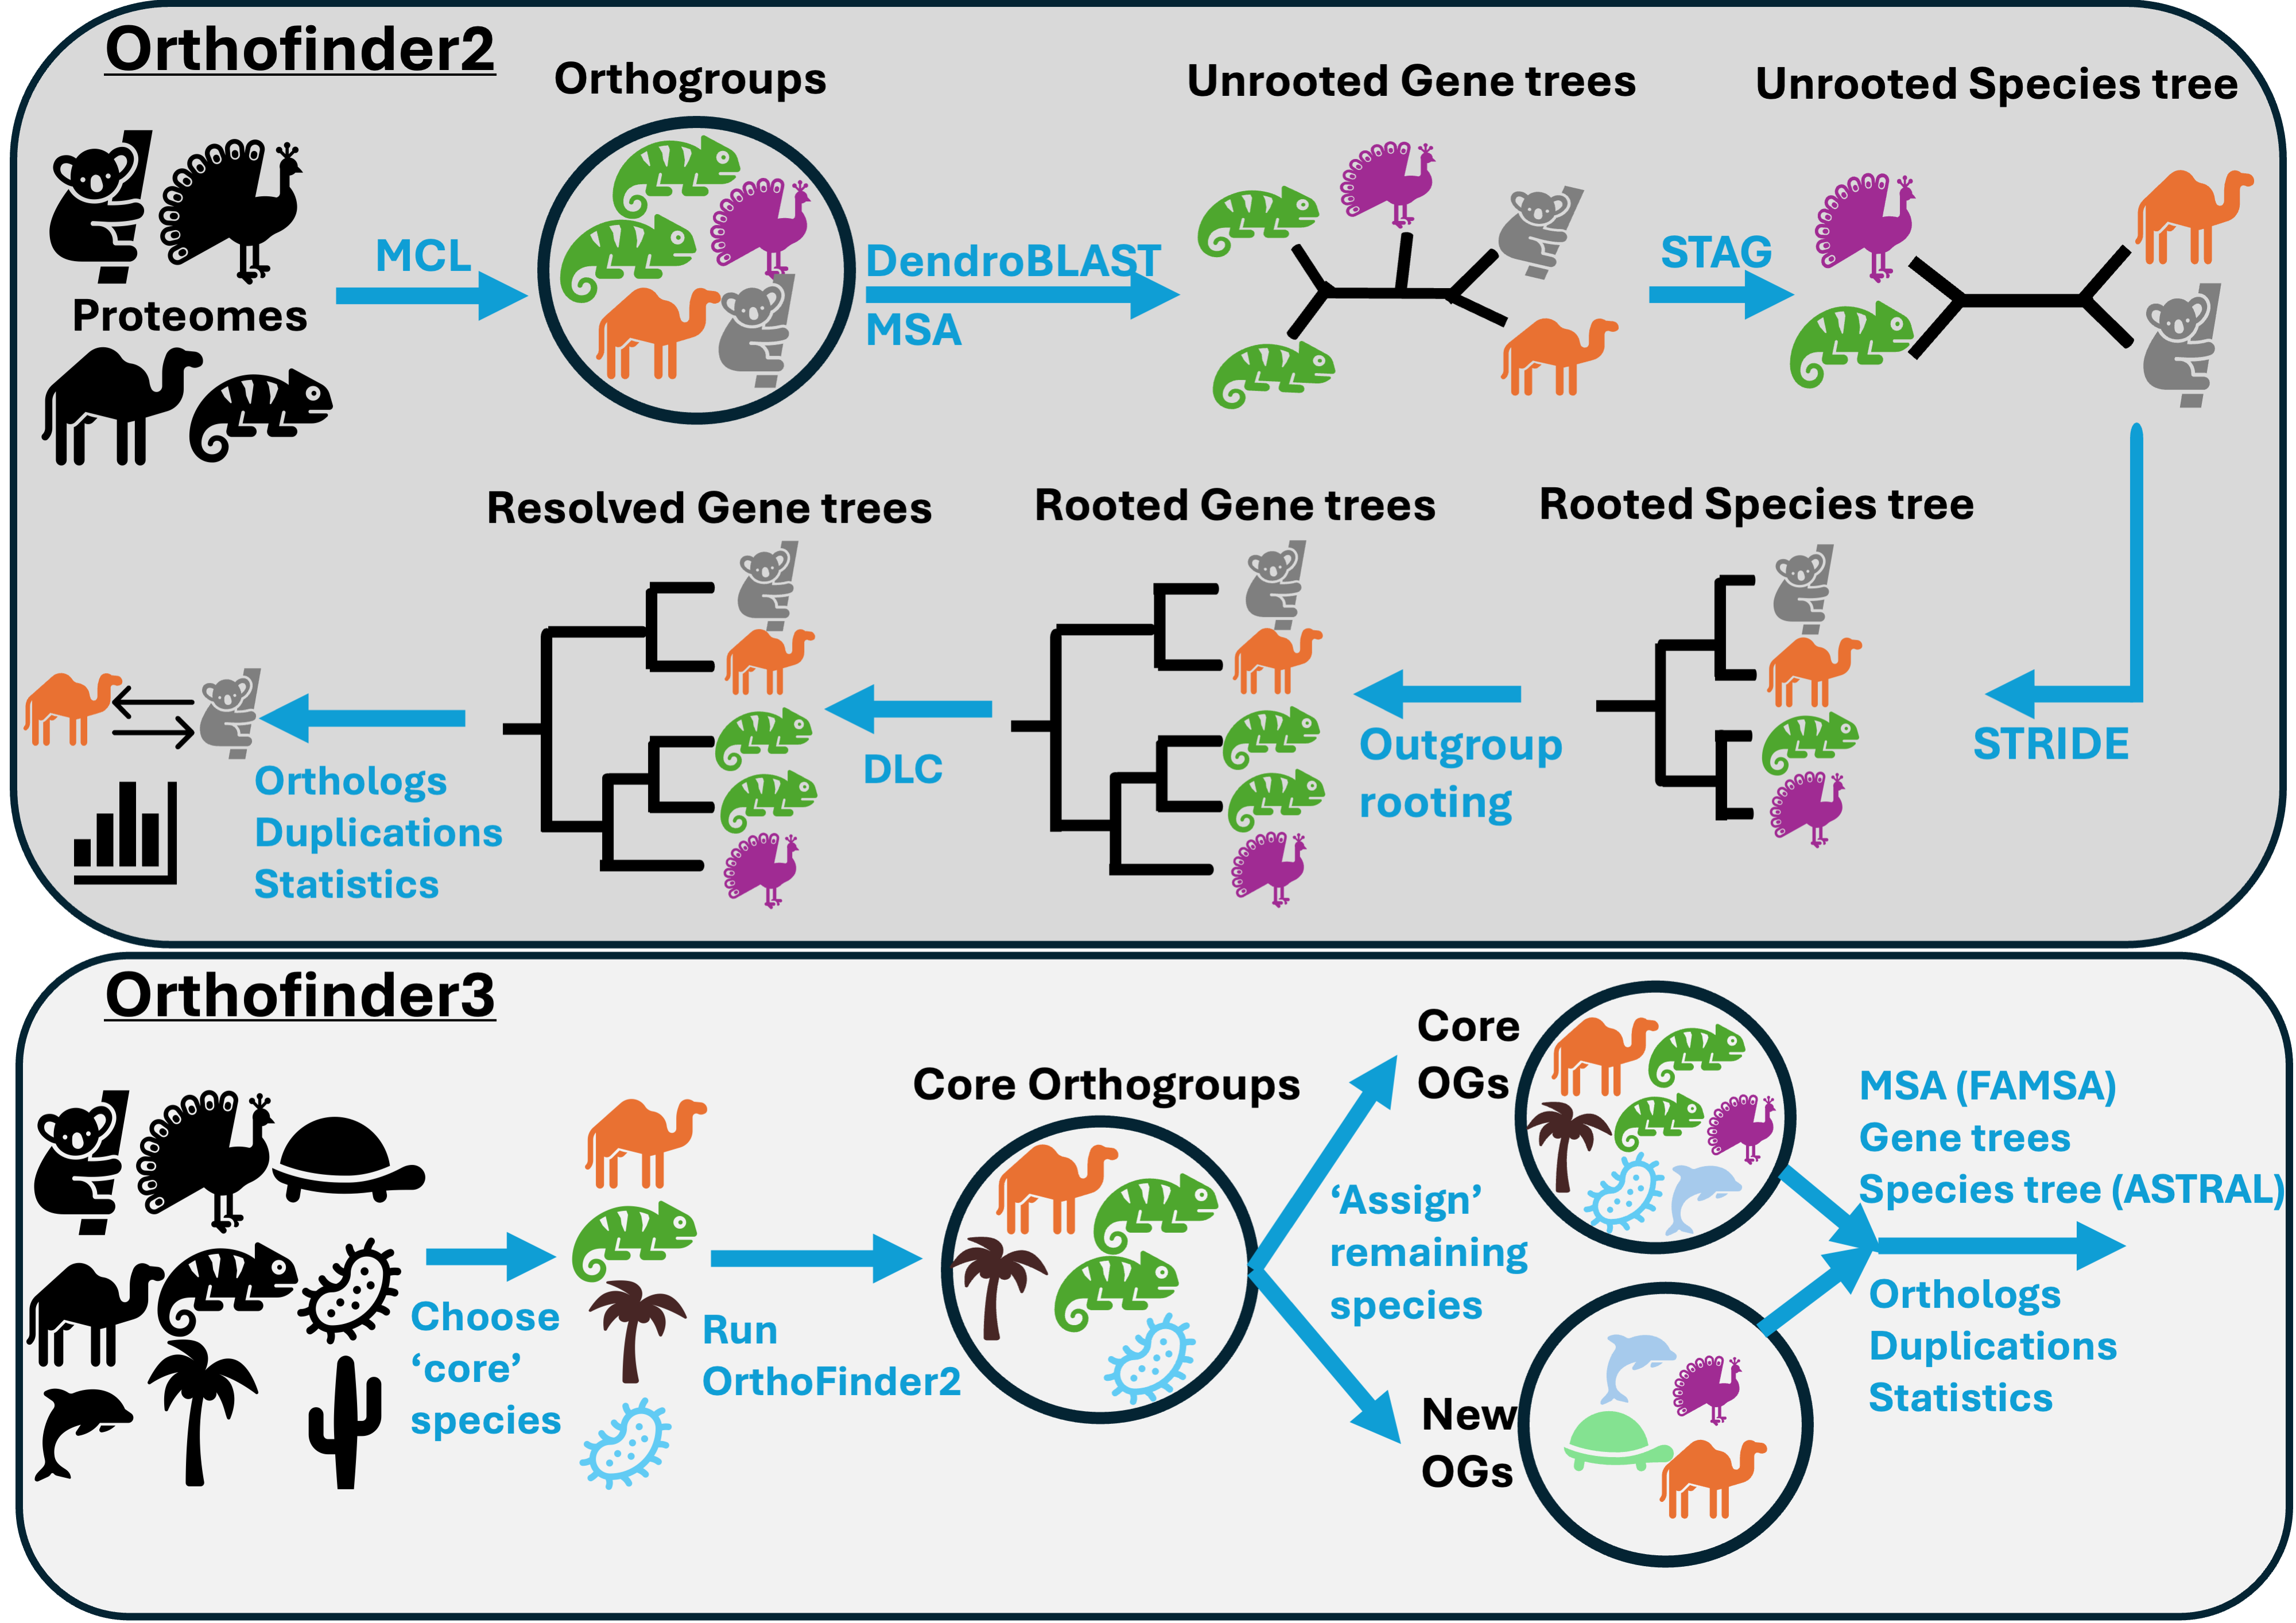 Orthofinder2
Orthogroups
Unrooted Gene trees
Unrooted Species tree
Proteomes
MCL
DendroBLAST
MSA
STAG
Resolved Gene trees
Rooted Gene trees
Rooted Species tree
STRIDE
Outgroup
rooting
DLC
Orthologs
Duplications
Statistics
Orthofinder3
Choose
‘core’
species
Run
OrthoFinder2
Core Orthogroups
‘Assign’
remaining
species
Core
OGs
New
OGs
MSA (FAMSA)
Gene trees
Species tree (ASTRAL)
Orthologs
Duplications
Statistics